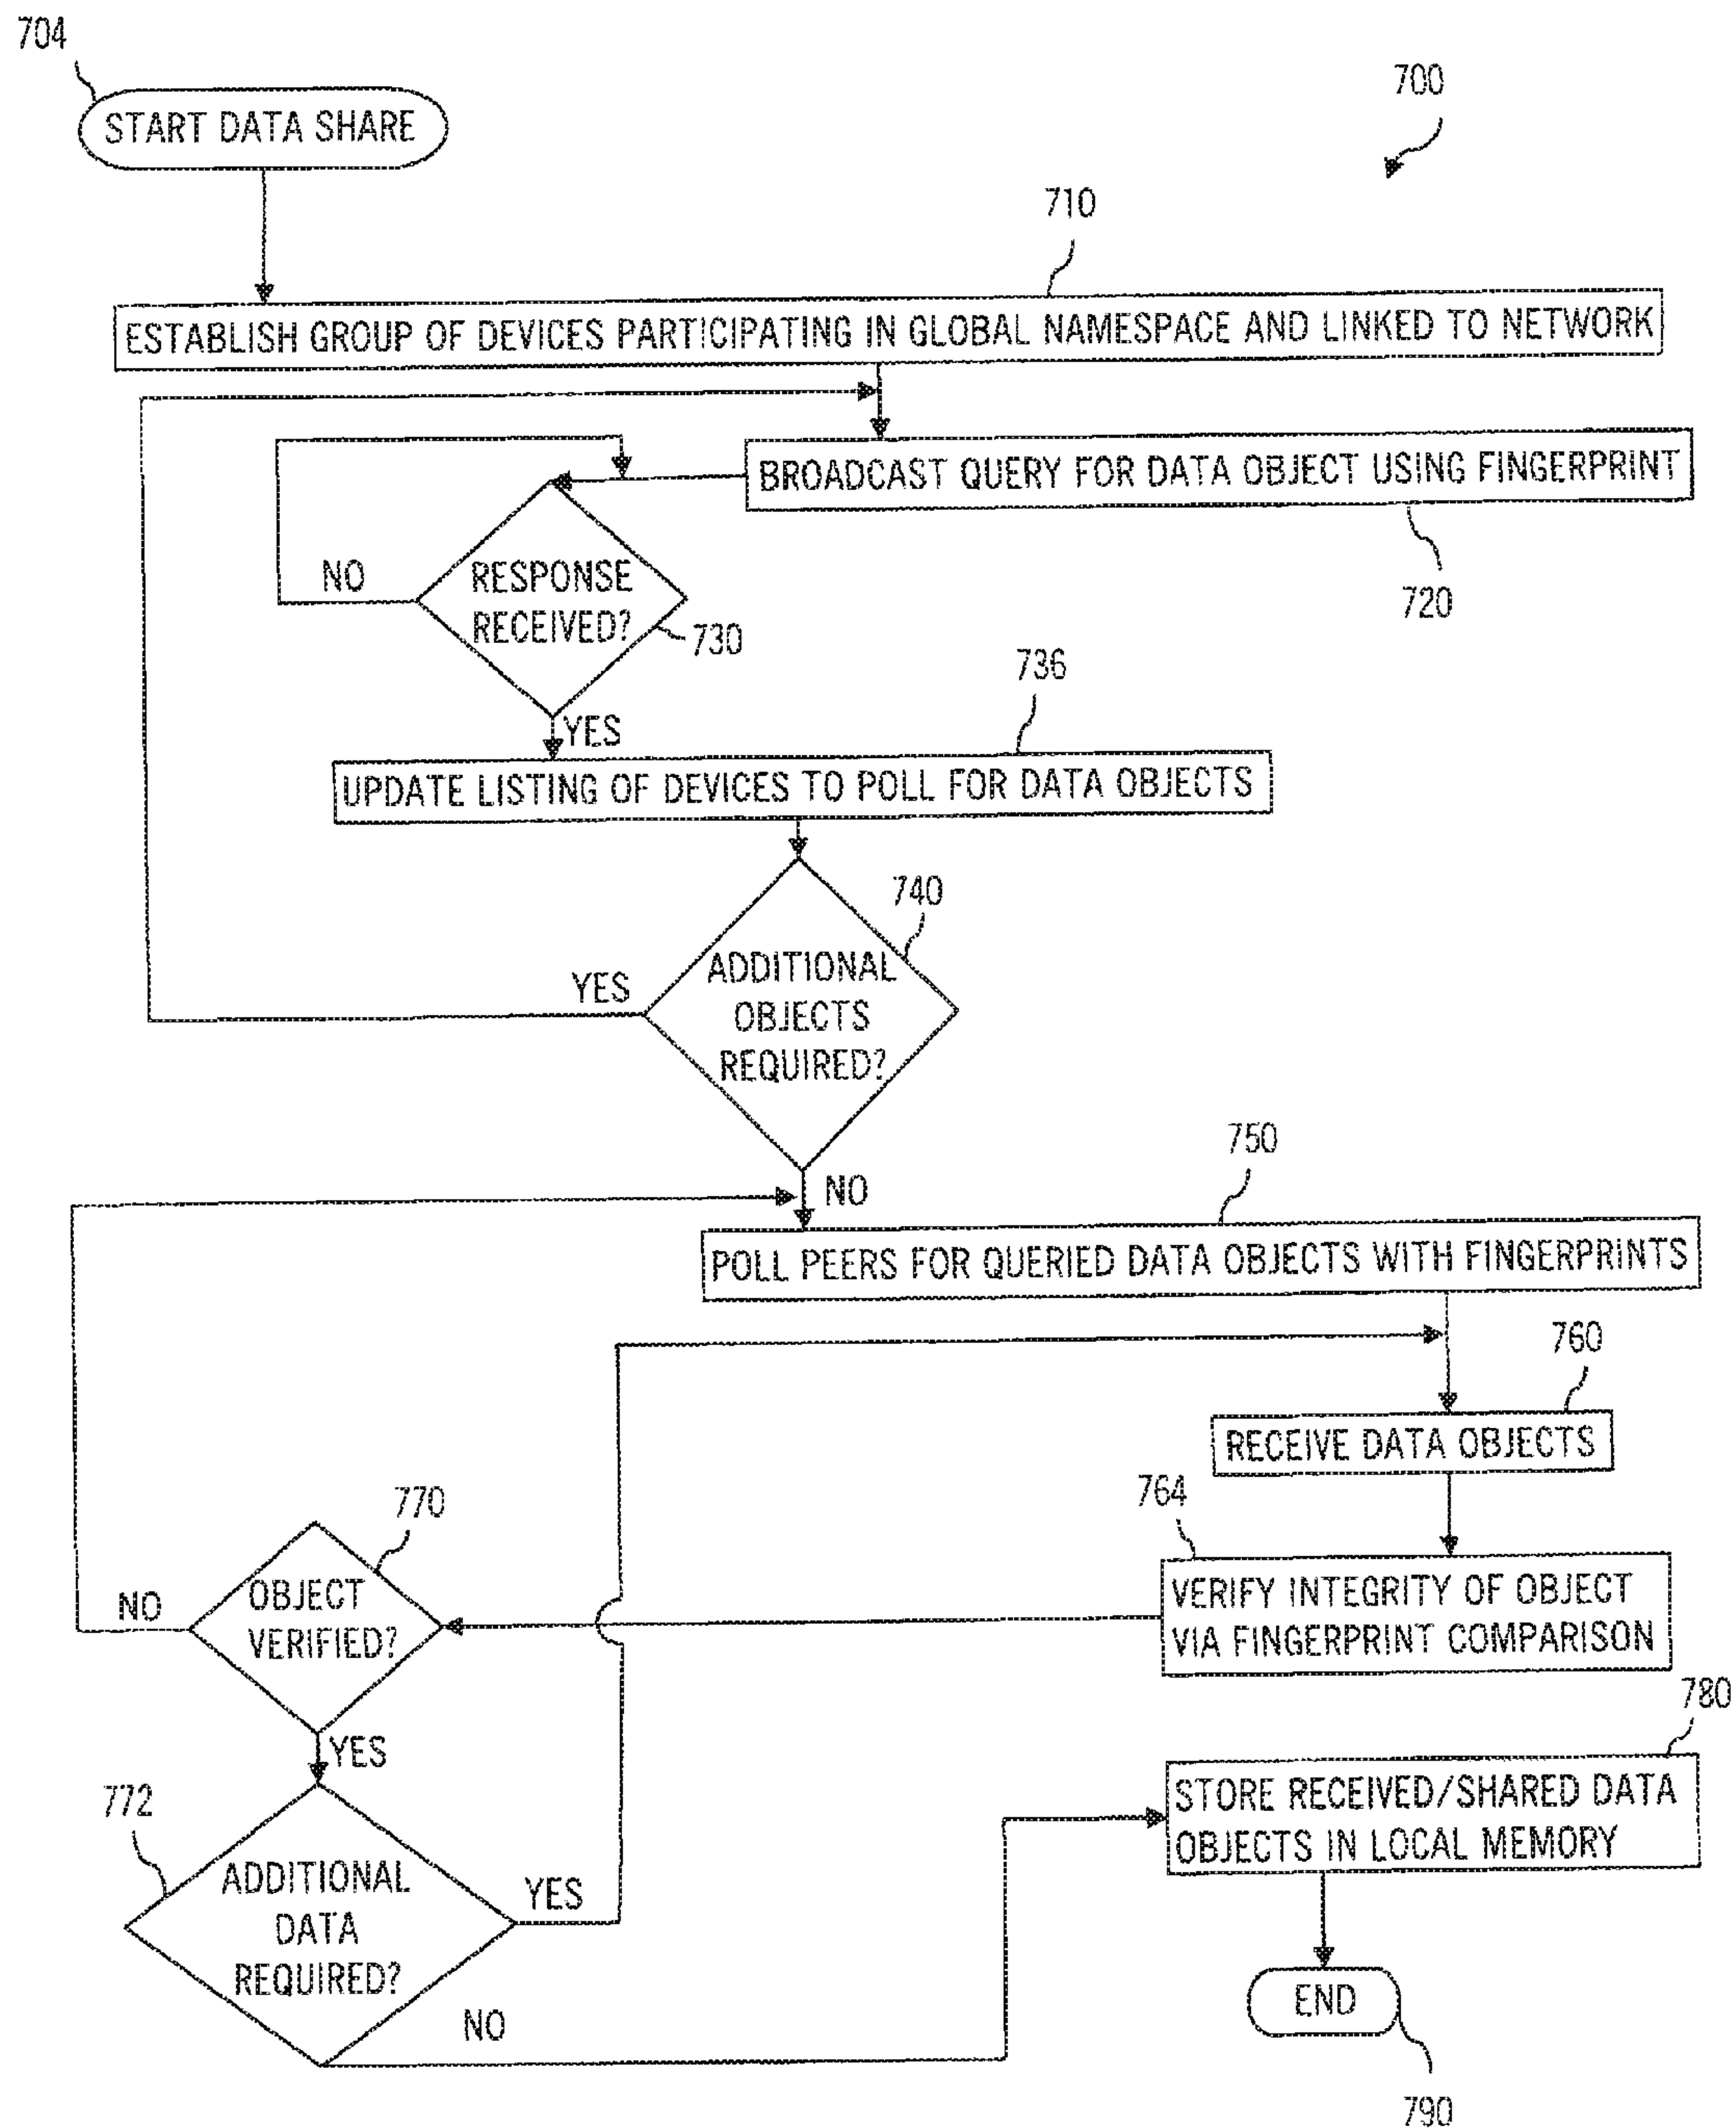 704
START DATA SHARE
700
710
ESTABLISH GROUP OF DEVICES PARTICIPATING IN GLOBAL NAMESPACE AND LINKED TO NETWORK
BROADCAST QUERY FOR DATA OBJECT USING FINGERPRINT
720
NO
RESPONSE
RECEIVED?
730
YES
736
UPDATE LISTING OF DEVICES TO POLL FOR DATA OBJECTS
740
YES
ADDITIONAL
OBJECTS
REQUIRED?
NO
750
POLL PEERS FOR QUERIED DATA OBJECTS WITH FINGERPRINTS
760
RECEIVE DATA OBJECTS
764
VERIFY INTEGRITY OF OBJECT
VIA FINGERPRINT COMPARISON
770
NO
OBJECT
VERIFIED?
YES
772
ADDITIONAL
DATA
REQUIRED?
YES
NO
780
STORE RECEIVED/SHARED DATA
OBJECTS IN LOCAL MEMORY
END
790